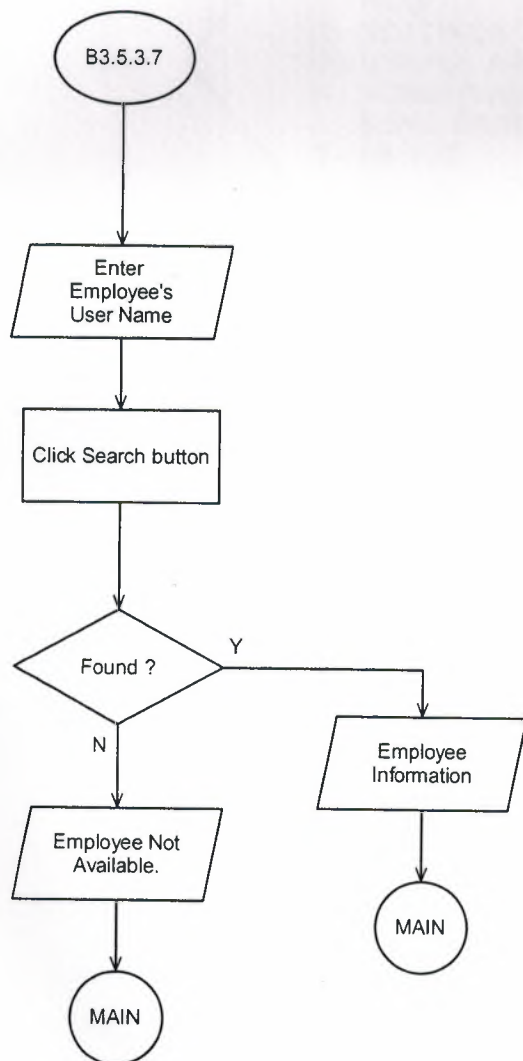 B3.5.3.7
Enter
Employee's
User Name
Click Search button
Found ?
Y
N
Employee
Information
Employee Not
Available.
MAIN
MAIN